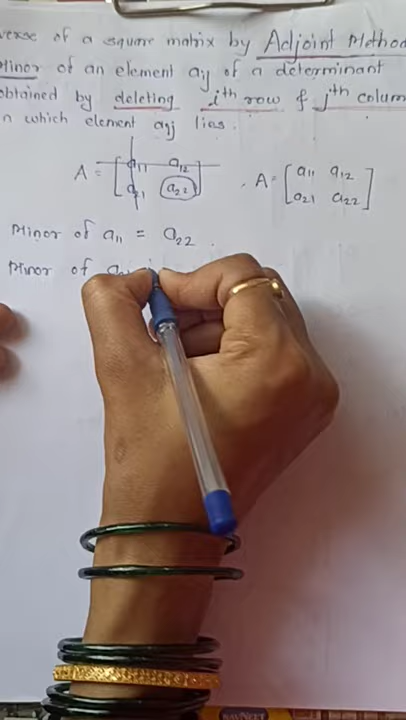 verse of a square matrix by Adjoint Method
Minor of an element aij of a determinant
obtained by deleting ith row & jth colum
n which element aij lies.
A = [ a11 a12
a21 a22 ] , A = [ a11 a12
a21 a22 ]
Minor of a11 = a22 .
Minor of